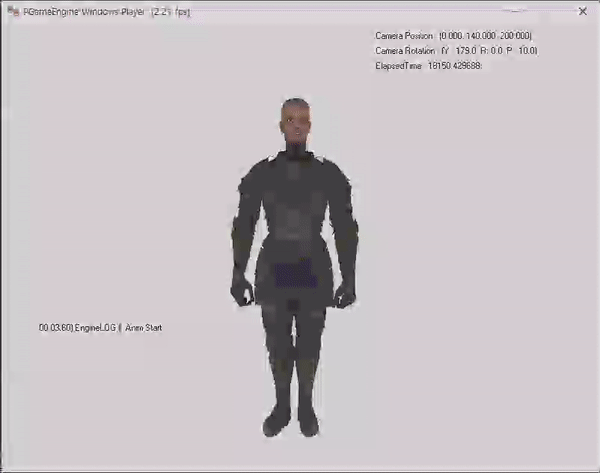 PGameEngine Windows Player (2.21 fps)
Camera Position (0.000, 140.000, 200.000)
Camera Rotation (Y: 179.0 R: 0.0 P: 10.0)
ElapsedTime 18150.429688
00.03.60) EngineLOG || Anim Start